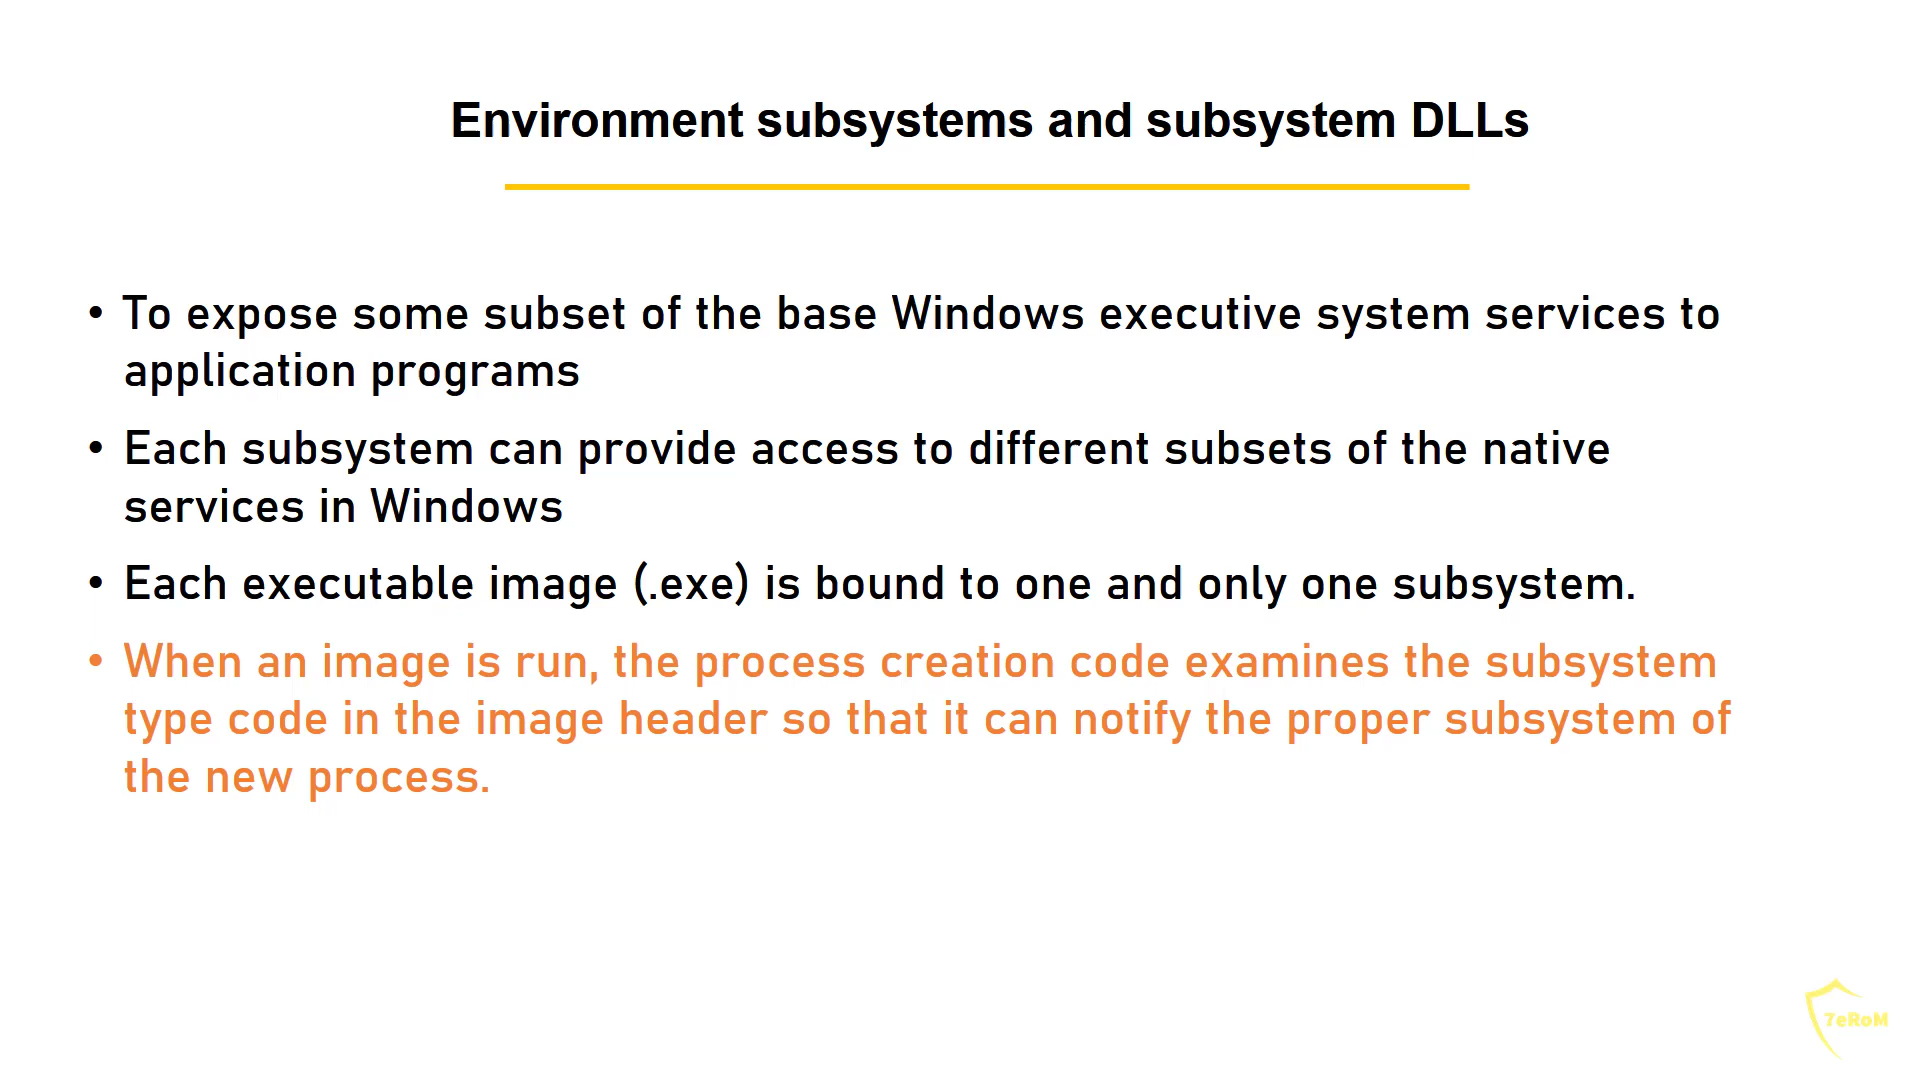 Environment subsystems and subsystem DLLs
• To expose some subset of the base Windows executive system services to
application programs
• Each subsystem can provide access to different subsets of the native
services in Windows
• Each executable image (.exe) is bound to one and only one subsystem.
• When an image is run, the process creation code examines the subsystem
type code in the image header so that it can notify the proper subsystem of
the new process.
7eRoM